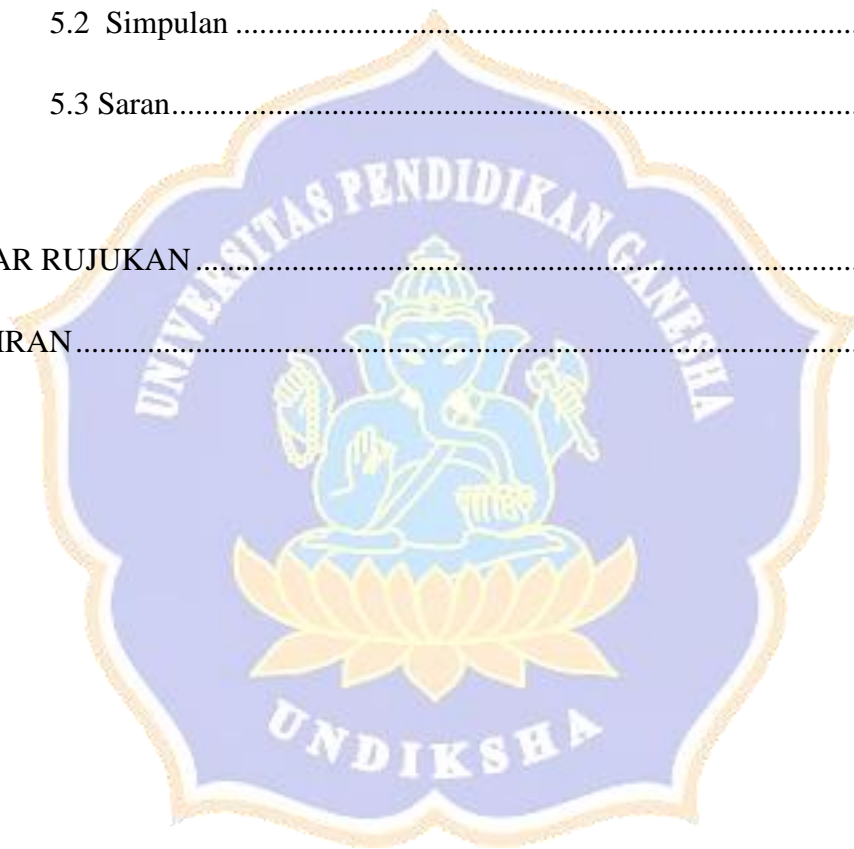 5.2 Simpulan ..............................................................................
5.3 Saran.......................................................................................
AR RUJUKAN ..................................................................................
IRAN................................................................................................
UNIVERSITAS PENDIDIKAN GANESHA
UNDIKSHA